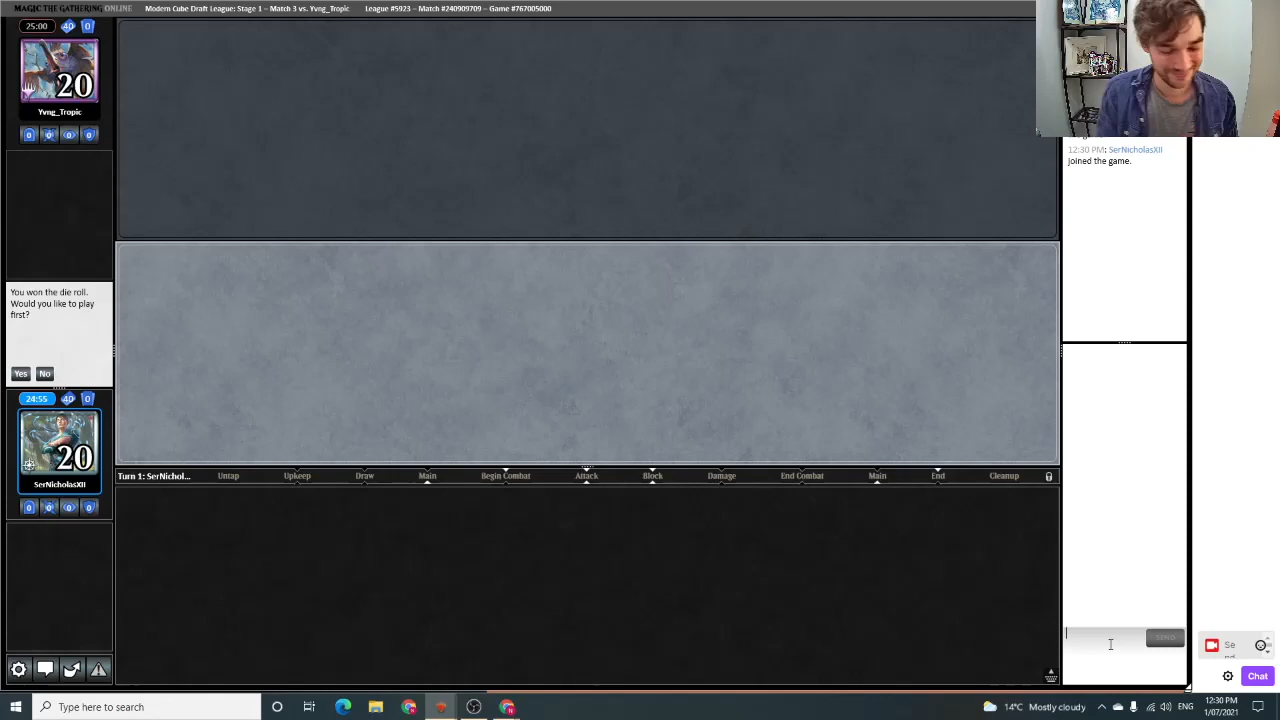 MAGIC THE GATHERING ONLINE
Modern Cube Draft League: Stage 1 – Match 3 vs. Yvng_Tropic
League #5923 – Match #240909709 – Game #767005000
25:00
40
0
20
Yvng_Tropic
0
0
0
12:30 PM: SerNicholasXII
joined the game.
You won the die roll.
Would you like to play
first?
Yes No
24:55
40
0
20
SerNicholasXII
0
0
0
Turn 1: SerNichol... Untap Upkeep Draw Main Begin Combat Attack Block Damage End Combat Main End Cleanup
SEND
Se
nd
Chat
Type here to search
14°C Mostly cloudy
ENG
12:30 PM
1/07/2021